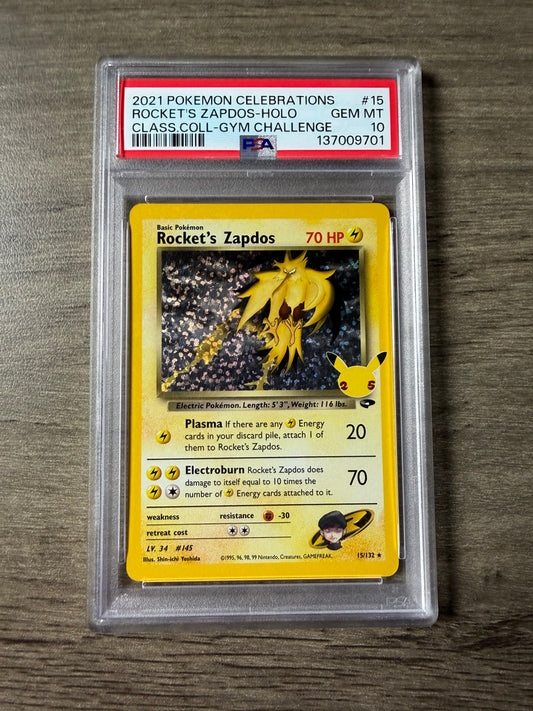 2021 POKEMON CELEBRATIONS #15
ROCKET'S ZAPDOS-HOLO GEM MT
CLASS.COLL-GYM CHALLENGE 10
PSA 137009701
Basic Pokémon
Rocket's Zapdos 70 HP
25
Electric Pokémon. Length: 5' 3", Weight: 116 lbs.
Plasma If there are any Energy
cards in your discard pile, attach 1 of
them to Rocket's Zapdos.
20
Electroburn Rocket's Zapdos does
damage to itself equal to 10 times the
number of Energy cards attached to it.
70
weakness resistance -30
retreat cost
LV. 34 #145
Illus. Shin-ichi Yoshida
©1995, 96, 98, 99 Nintendo, Creatures, GAMEFREAK.
15/132 ★
PSA